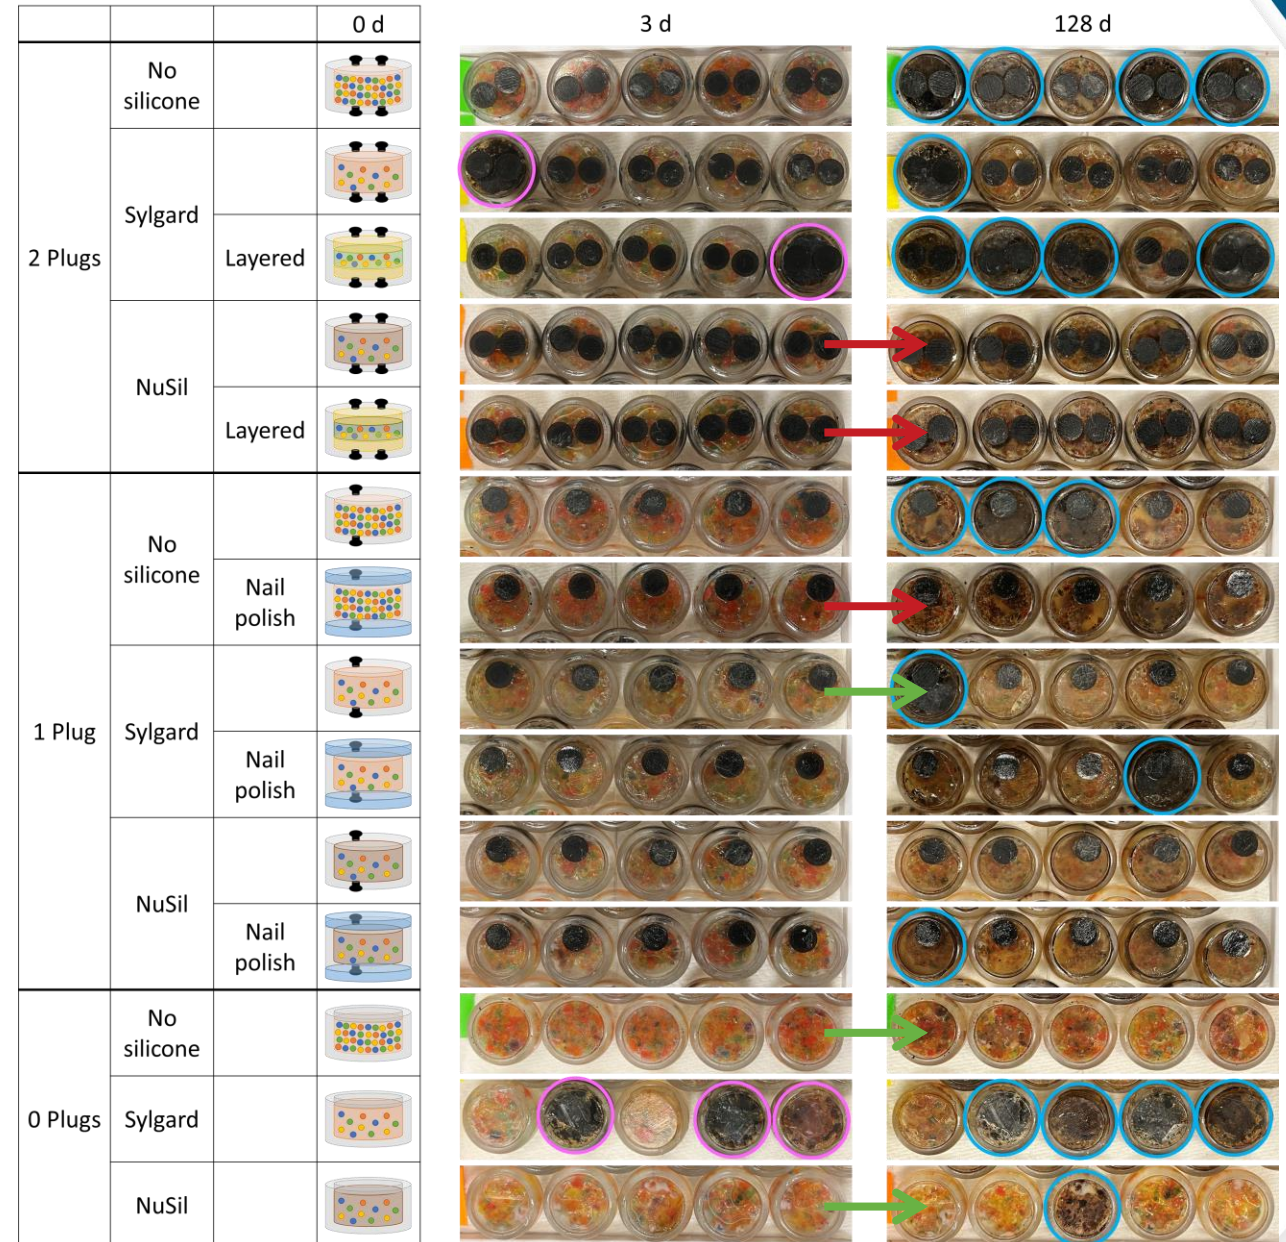 0 d
3 d
128 d
No
silicone
Sylgard
2 Plugs
Layered
NuSil
Layered
No
silicone
Nail
polish
1 Plug
Sylgard
Nail
polish
NuSil
Nail
polish
No
silicone
0 Plugs
Sylgard
NuSil